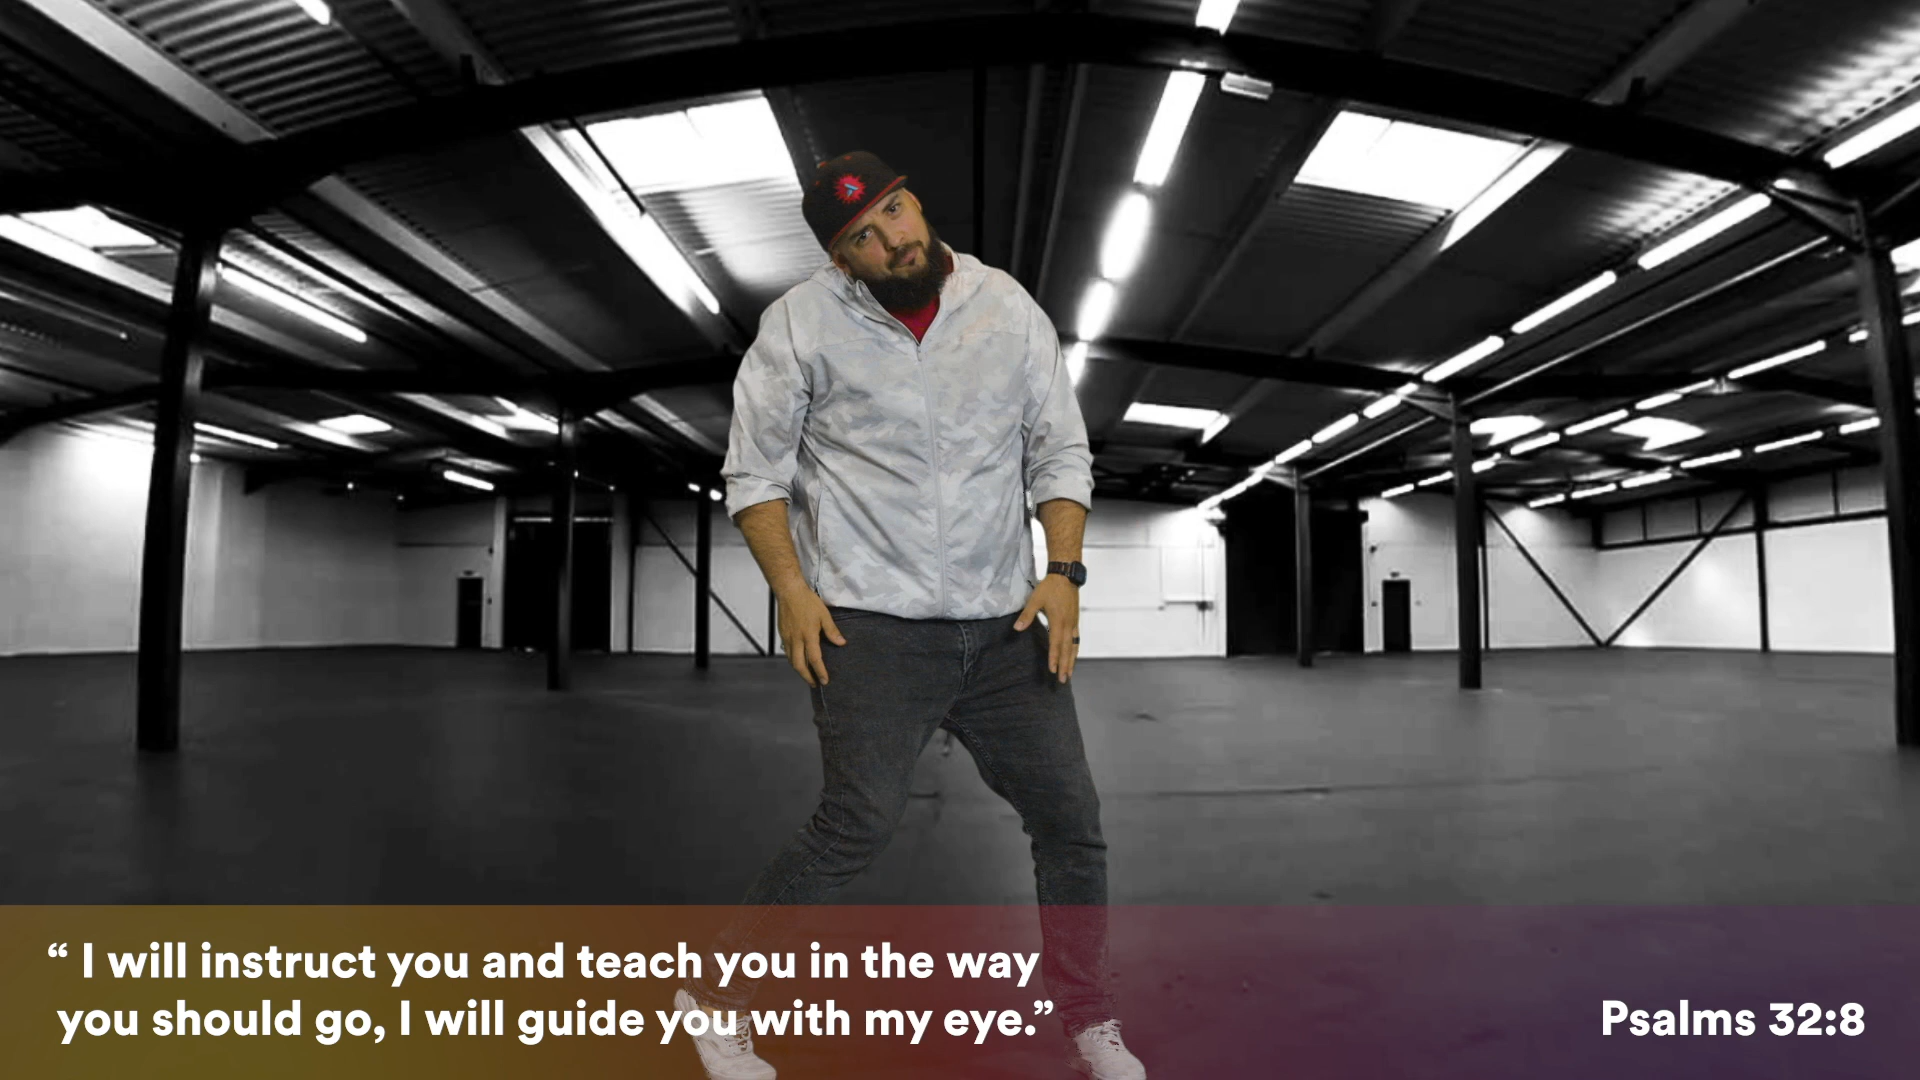 “ I will instruct you and teach you in the way
you should go, I will guide you with my eye.”
Psalms 32:8